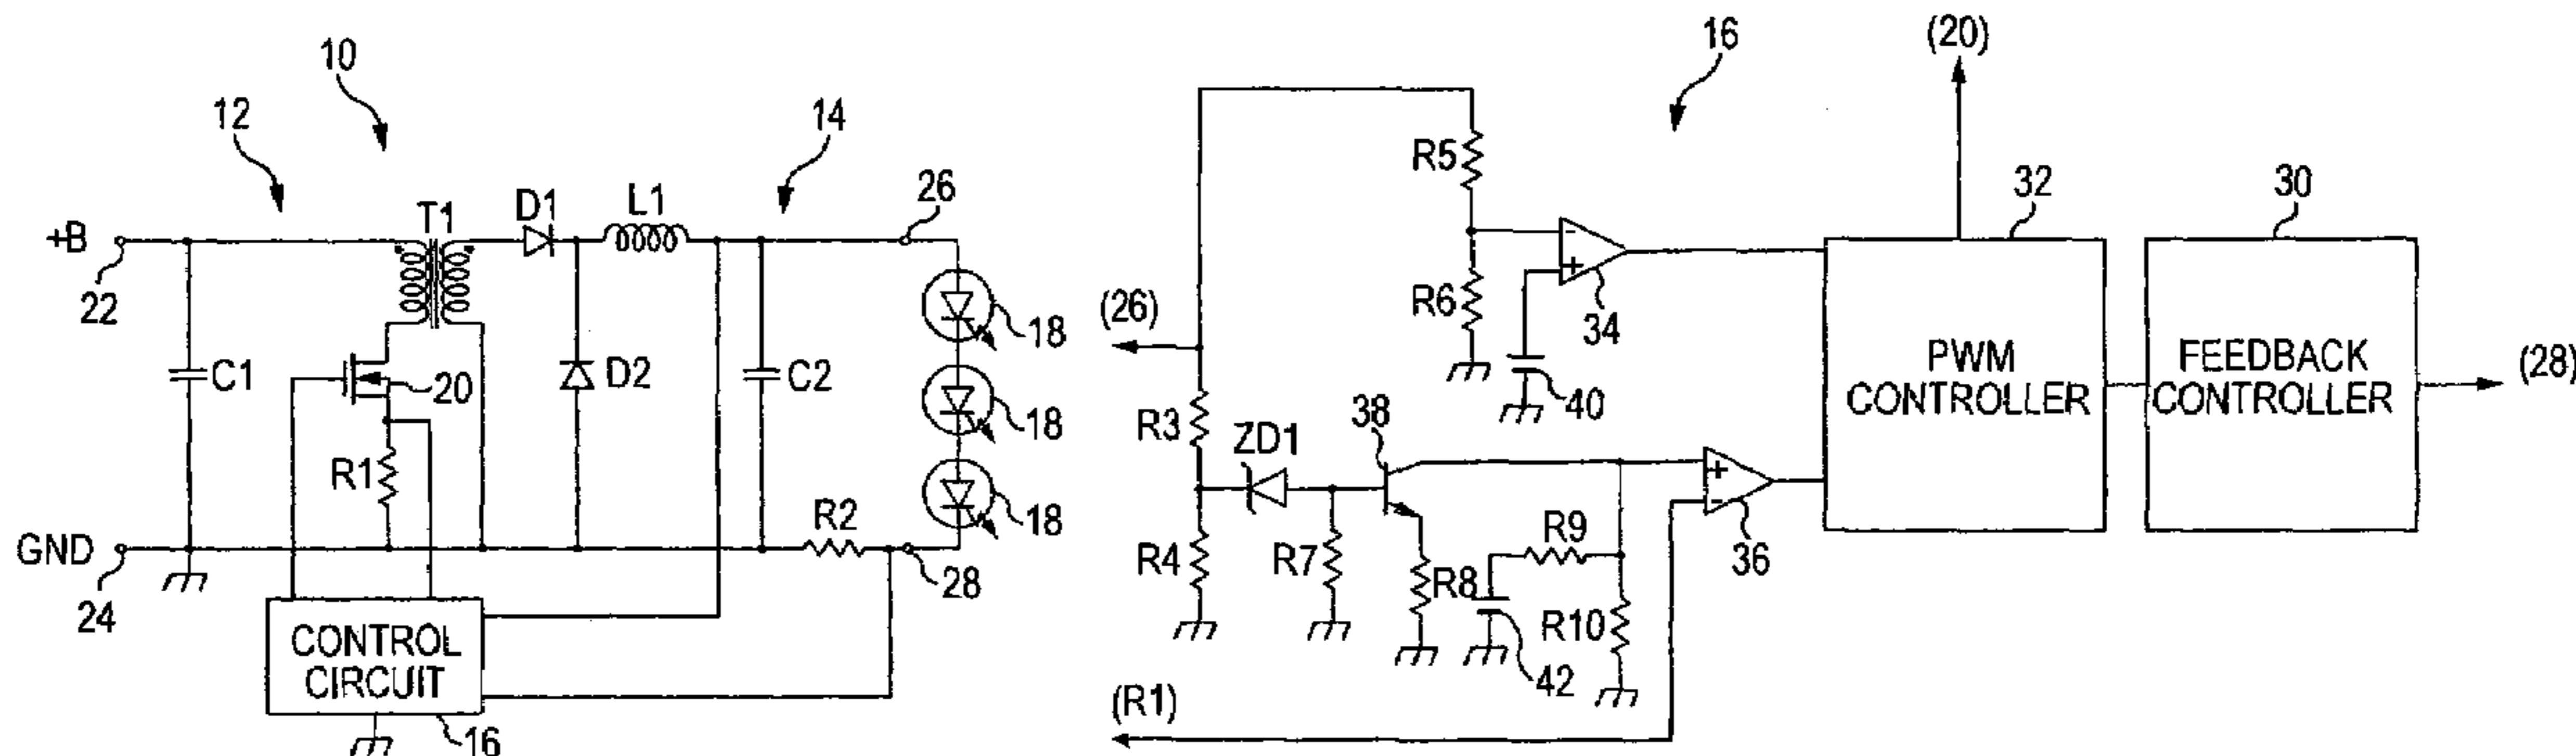 10
12
14
T1
D1
L1
26
+B
22
C1
20
D2
C2
18
18
18
R1
R2
GND
24
28
CONTROL
CIRCUIT
16
16
(20)
R5
32
30
R6
34
(26)
40
PWM
CONTROLLER
FEEDBACK
CONTROLLER
(28)
R3
ZD1
38
R4
R7
R8
R9
36
R10
42
(R1)
-
+
+
-